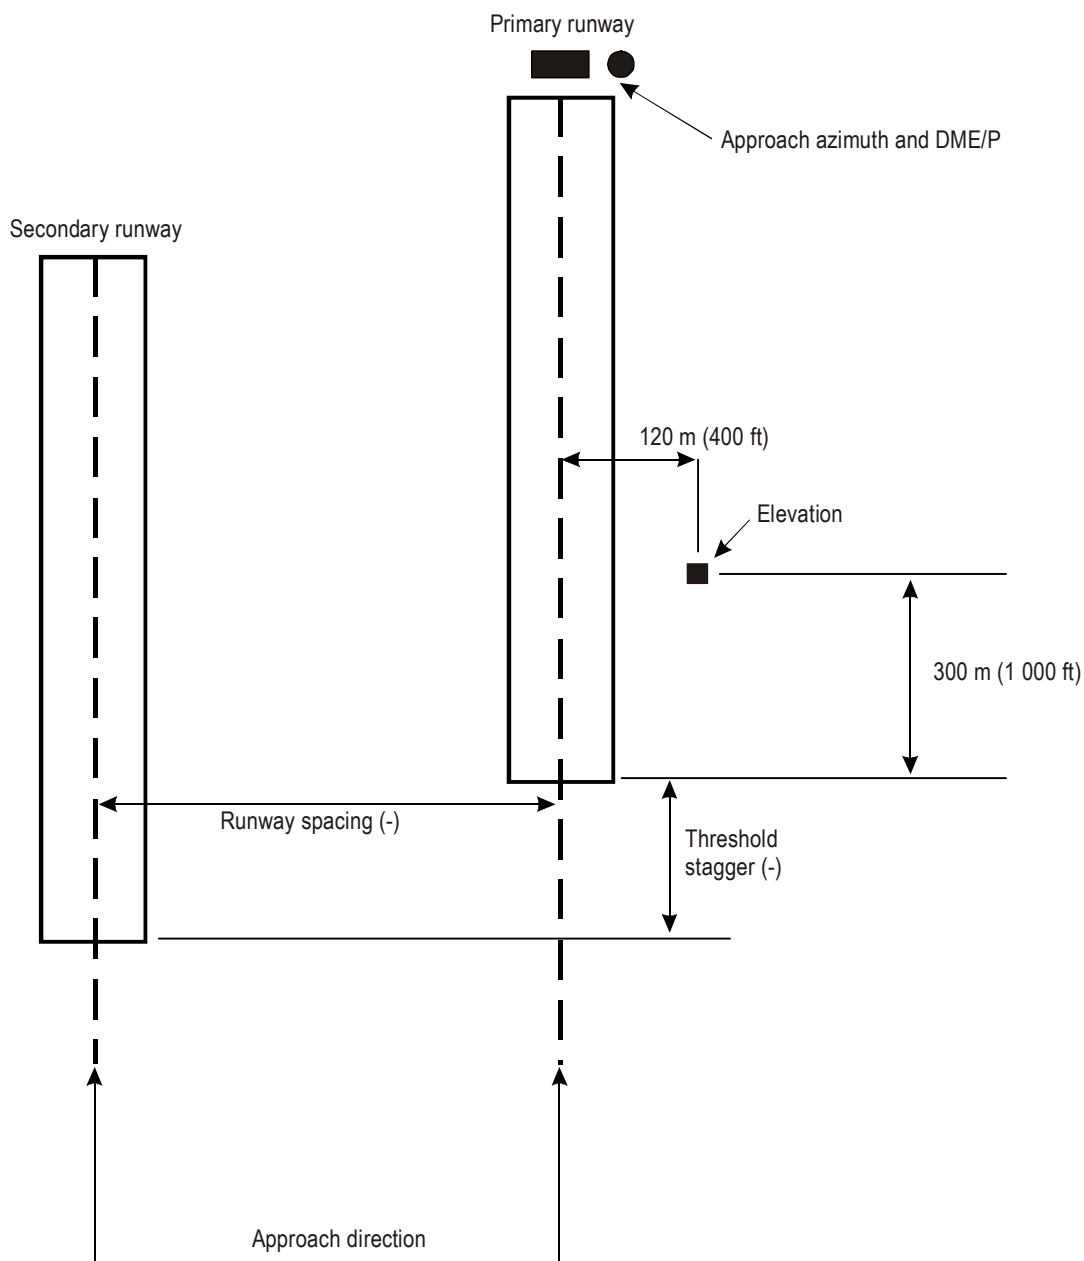 Primary runway
Approach azimuth and DME/P
Secondary runway
120 m (400 ft)
Elevation
300 m (1 000 ft)
Runway spacing (-)
Threshold
stagger (-)
Approach direction